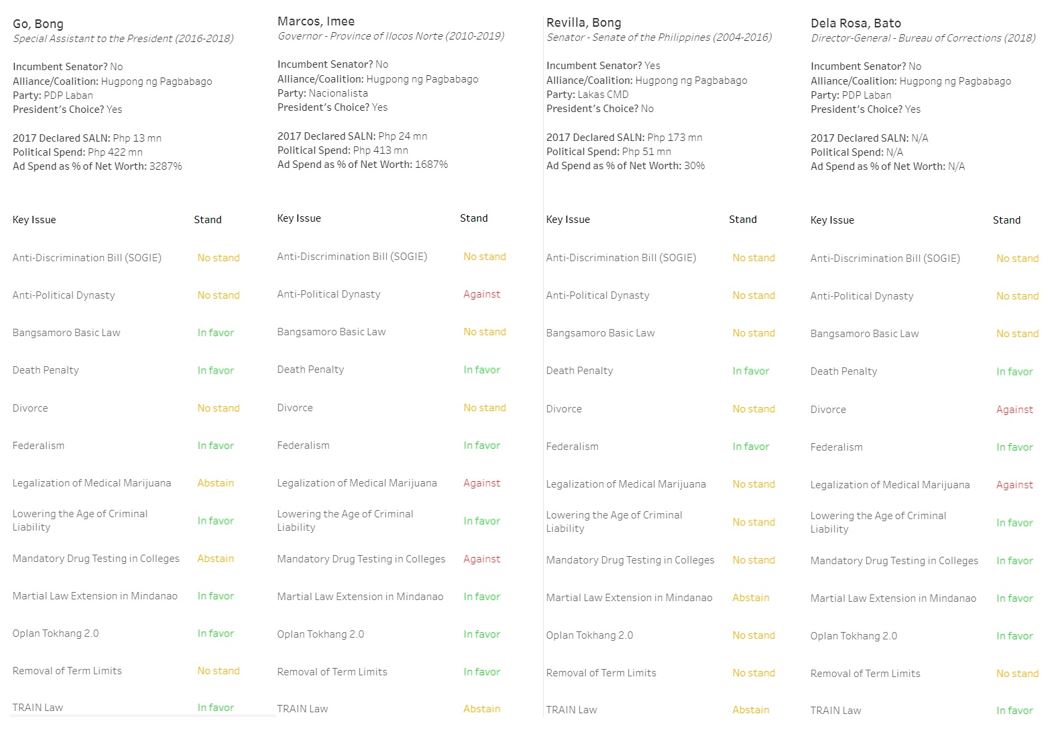 Go, Bong
Special Assistant to the President (2016-2018)
Incumbent Senator? No
Alliance/Coalition: Hugpong ng Pagbabago
Party: PDP Laban
President's Choice? Yes
2017 Declared SALN: Php 13 mn
Political Spend: Php 422 mn
Ad Spend as % of Net Worth: 3287%
Key Issue Stand
Anti-Discrimination Bill (SOGIE) No stand
Anti-Political Dynasty No stand
Bangsamoro Basic Law In favor
Death Penalty In favor
Divorce No stand
Federalism In favor
Legalization of Medical Marijuana Abstain
Lowering the Age of Criminal
Liability In favor
Mandatory Drug Testing in Colleges Abstain
Martial Law Extension in Mindanao In favor
Oplan Tokhang 2.0 In favor
Removal of Term Limits No stand
TRAIN Law In favor
Marcos, Imee
Governor - Province of Ilocos Norte (2010-2019)
Incumbent Senator? No
Alliance/Coalition: Hugpong ng Pagbabago
Party: Nacionalista
President's Choice? Yes
2017 Declared SALN: Php 24 mn
Political Spend: Php 413 mn
Ad Spend as % of Net Worth: 1687%
Key Issue Stand
Anti-Discrimination Bill (SOGIE) No stand
Anti-Political Dynasty Against
Bangsamoro Basic Law No stand
Death Penalty In favor
Divorce No stand
Federalism In favor
Legalization of Medical Marijuana Against
Lowering the Age of Criminal
Liability In favor
Mandatory Drug Testing in Colleges Against
Martial Law Extension in Mindanao In favor
Oplan Tokhang 2.0 In favor
Removal of Term Limits In favor
TRAIN Law Abstain
Revilla, Bong
Senator - Senate of the Philippines (2004-2016)
Incumbent Senator? Yes
Alliance/Coalition: Hugpong ng Pagbabago
Party: Lakas CMD
President's Choice? No
2017 Declared SALN: Php 173 mn
Political Spend: Php 51 mn
Ad Spend as % of Net Worth: 30%
Key Issue Stand
Anti-Discrimination Bill (SOGIE) No stand
Anti-Political Dynasty No stand
Bangsamoro Basic Law No stand
Death Penalty In favor
Divorce No stand
Federalism In favor
Legalization of Medical Marijuana No stand
Lowering the Age of Criminal
Liability No stand
Mandatory Drug Testing in Colleges No stand
Martial Law Extension in Mindanao Abstain
Oplan Tokhang 2.0 No stand
Removal of Term Limits No stand
TRAIN Law Abstain
Dela Rosa, Bato
Director-General - Bureau of Corrections (2018)
Incumbent Senator? No
Alliance/Coalition: Hugpong ng Pagbabago
Party: PDP Laban
President's Choice? Yes
2017 Declared SALN: N/A
Political Spend: N/A
Ad Spend as % of Net Worth: N/A
Key Issue Stand
Anti-Discrimination Bill (SOGIE) No stand
Anti-Political Dynasty No stand
Bangsamoro Basic Law No stand
Death Penalty In favor
Divorce Against
Federalism In favor
Legalization of Medical Marijuana Against
Lowering the Age of Criminal
Liability In favor
Mandatory Drug Testing in Colleges In favor
Martial Law Extension in Mindanao In favor
Oplan Tokhang 2.0 In favor
Removal of Term Limits No stand
TRAIN Law In favor